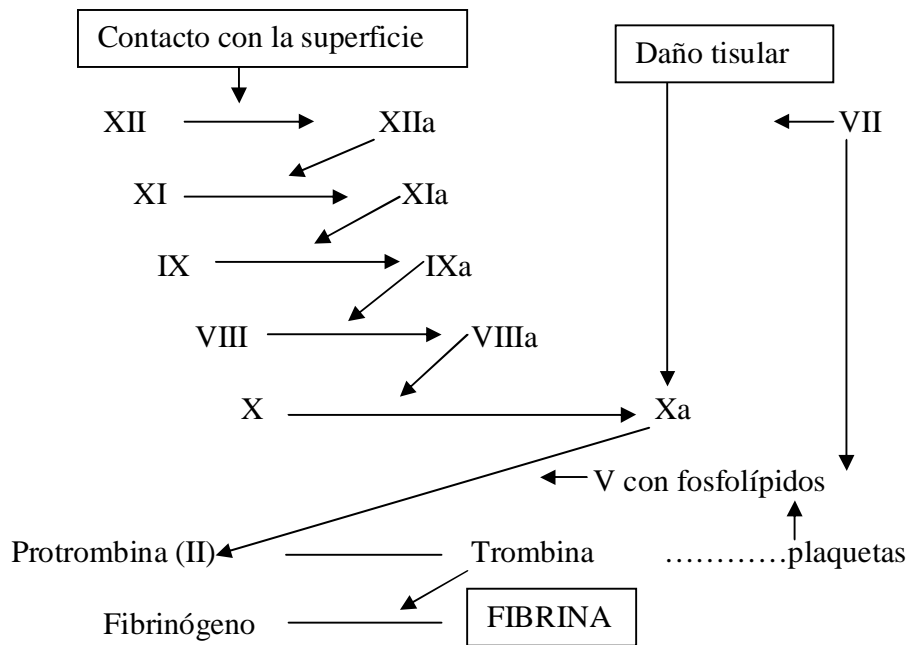 Contacto con la superficie
Daño tisular
XII XIIa VII
XI XIa
IX IXa
VIII VIIIa
X Xa
V con fosfolípidos
Protrombina (II) Trombina …………plaquetas
Fibrinógeno FIBRINA